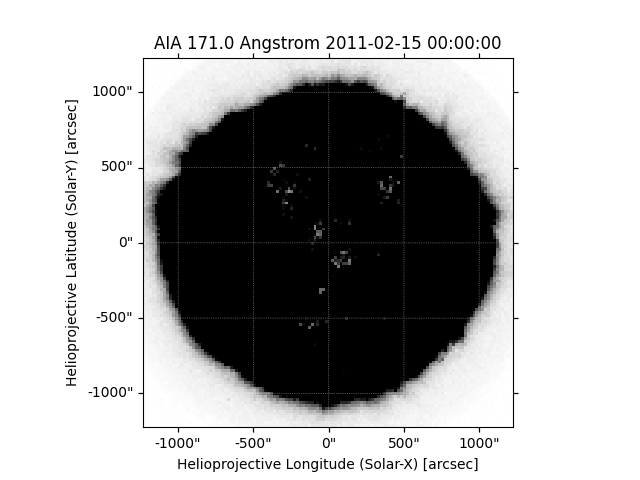 AIA 171.0 Angstrom 2011-02-15 00:00:00
1000"
500"
0"
-500"
-1000"
Helioprojective Latitude (Solar-Y) [arcsec]
-1000" -500" 0" 500" 1000"
Helioprojective Longitude (Solar-X) [arcsec]